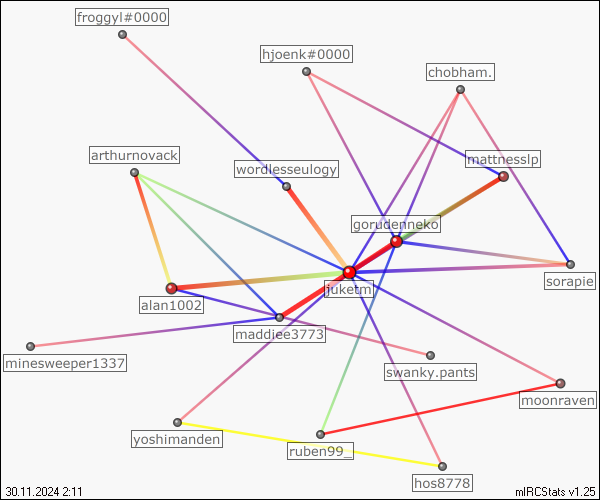 froggyl#0000
hjoenk#0000
chobham.
arthurnovack
wordlesseulogy
mattnesslp
gorudenneko
juketm
sorapie
alan1002
maddiee3773
minesweeper1337
swanky.pants
moonraven
yoshimanden
ruben99_
hos8778
30.11.2024 2:11
mIRCStats v1.25